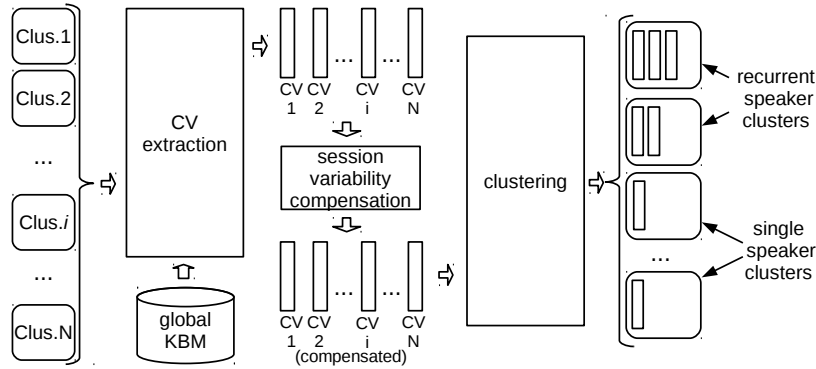 Clus.1
Clus.2
...
Clus.i
...
Clus.N
CV
extraction
global
KBM
... ...
CV CV CV CV
1 2 i N
session
variability
compensation
... ...
CV CV CV CV
1 2 i N
(compensated)
clustering
...
recurrent
speaker
clusters
single
speaker
clusters